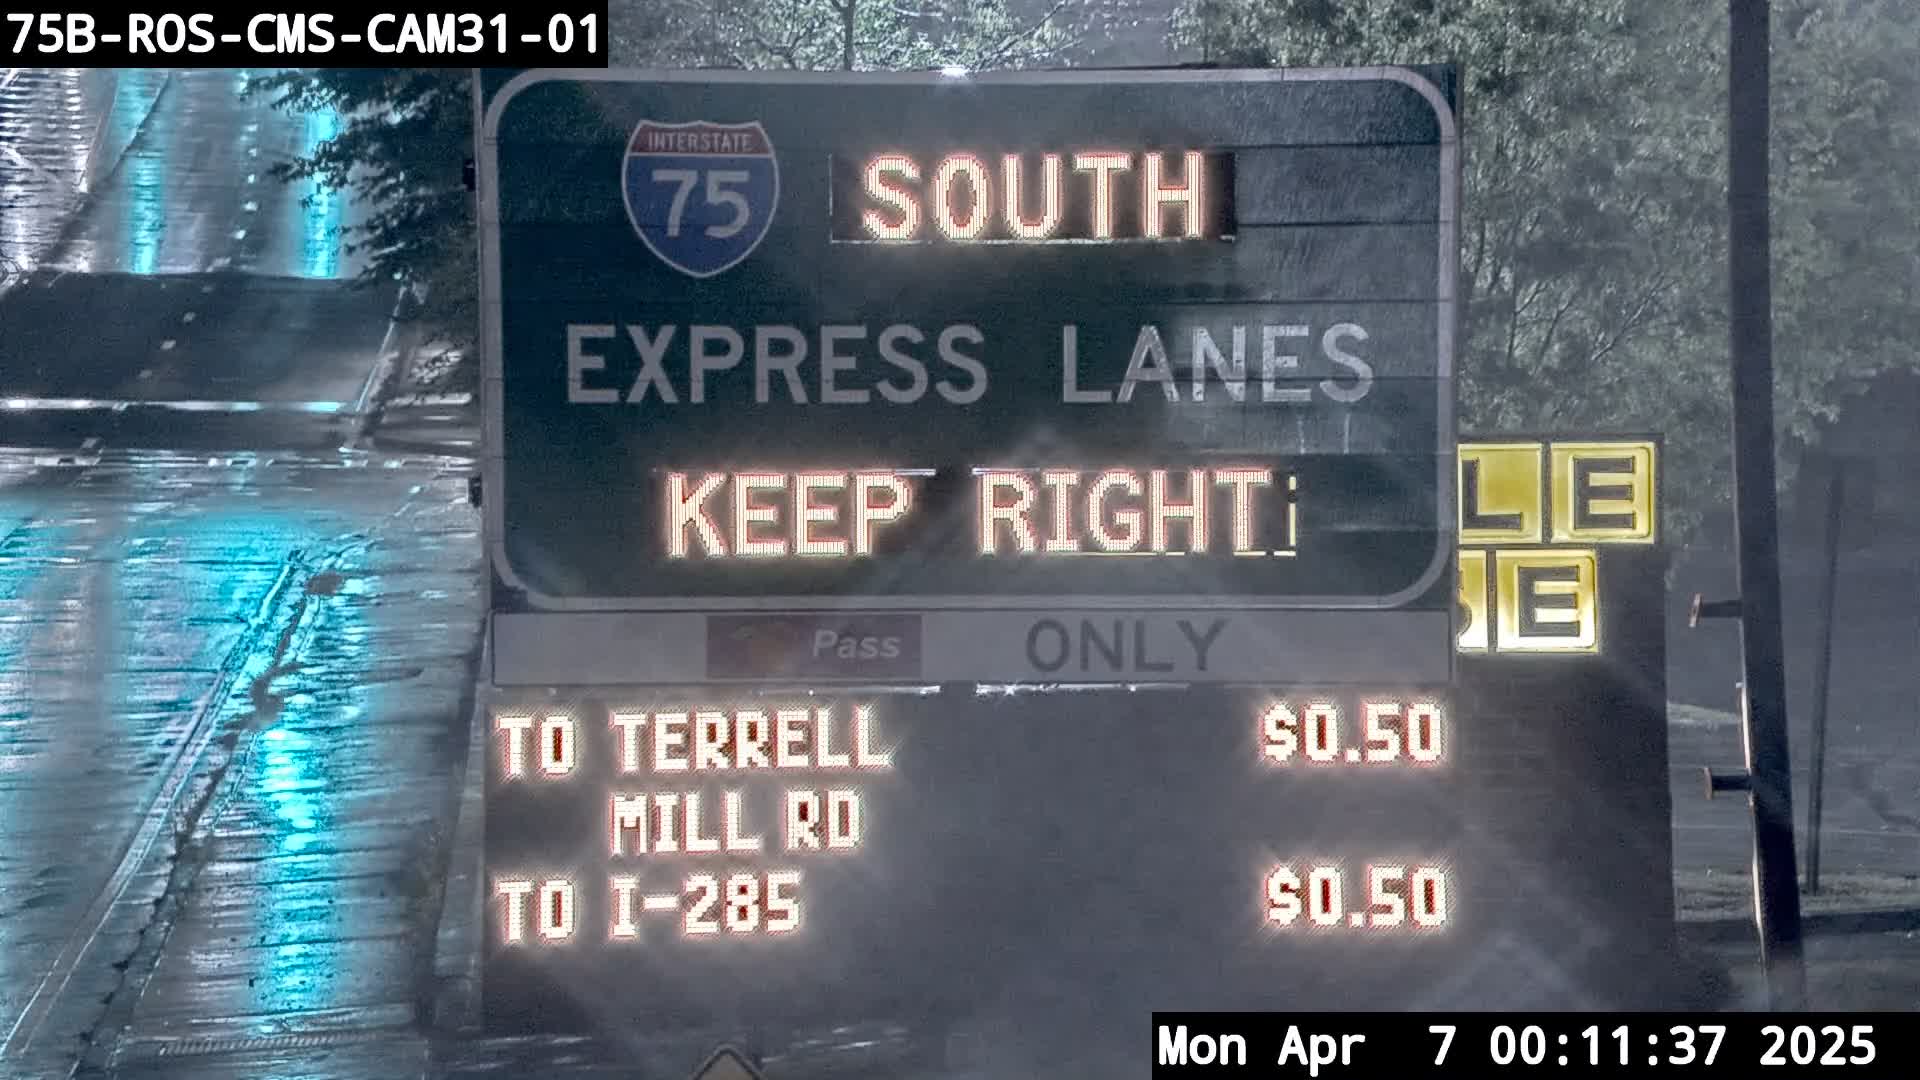 75B-ROS-CMS-CAM31-01
INTERSTATE
75
SOUTH
EXPRESS LANES
KEEP RIGHT
LE
E
Pass ONLY
TO TERRELL $0.50
MILL RD
TO I-285 $0.50
Mon Apr 7 00:11:37 2025